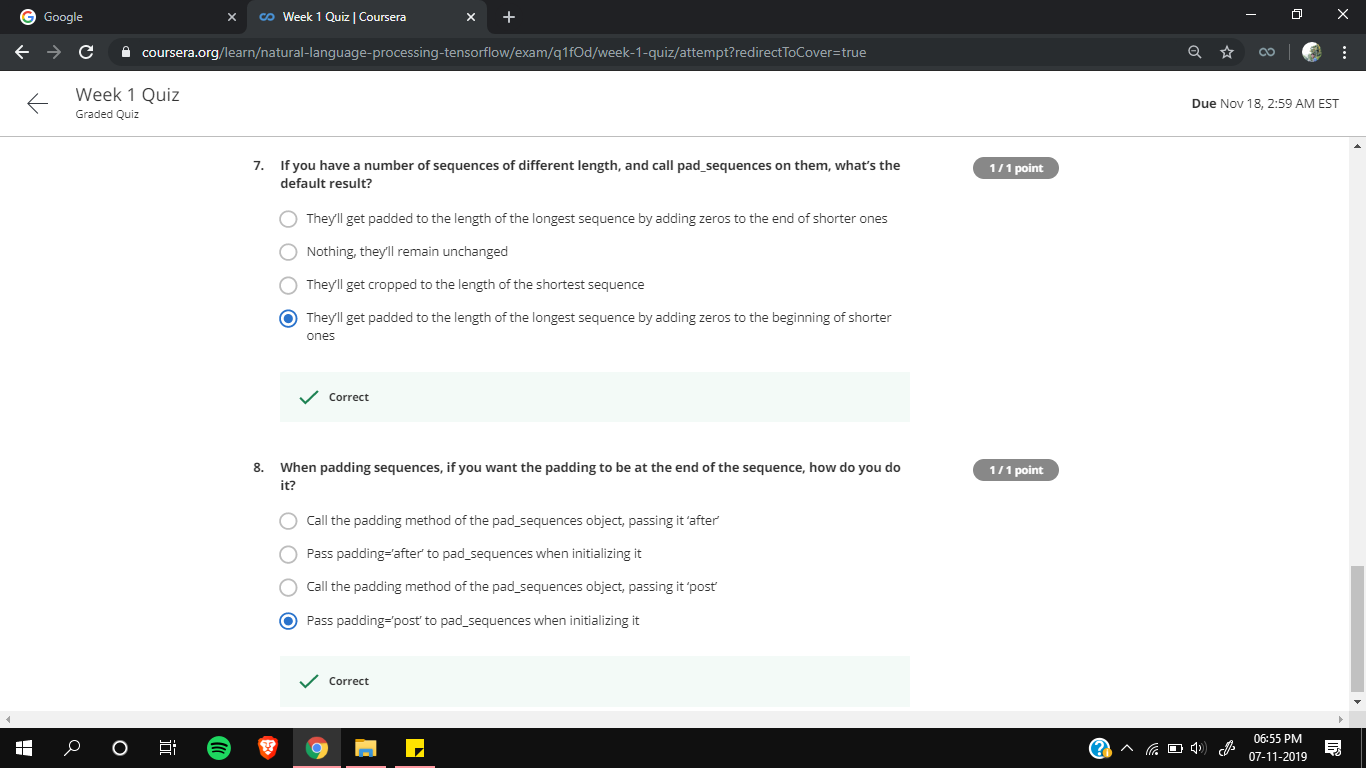 Google
Week 1 Quiz | Coursera
coursera.org/learn/natural-language-processing-tensorflow/exam/q1fOd/week-1-quiz/attempt?redirectToCover=true
Week 1 Quiz
Graded Quiz
Due Nov 18, 2:59 AM EST
7. If you have a number of sequences of different length, and call pad_sequences on them, what's the
default result?
1 / 1 point
They'll get padded to the length of the longest sequence by adding zeros to the end of shorter ones
Nothing, they'll remain unchanged
They'll get cropped to the length of the shortest sequence
They'll get padded to the length of the longest sequence by adding zeros to the beginning of shorter
ones
Correct
8. When padding sequences, if you want the padding to be at the end of the sequence, how do you do
it?
1 / 1 point
Call the padding method of the pad_sequences object, passing it 'after'
Pass padding='after' to pad_sequences when initializing it
Call the padding method of the pad_sequences object, passing it 'post'
Pass padding='post' to pad_sequences when initializing it
Correct
06:55 PM
07-11-2019